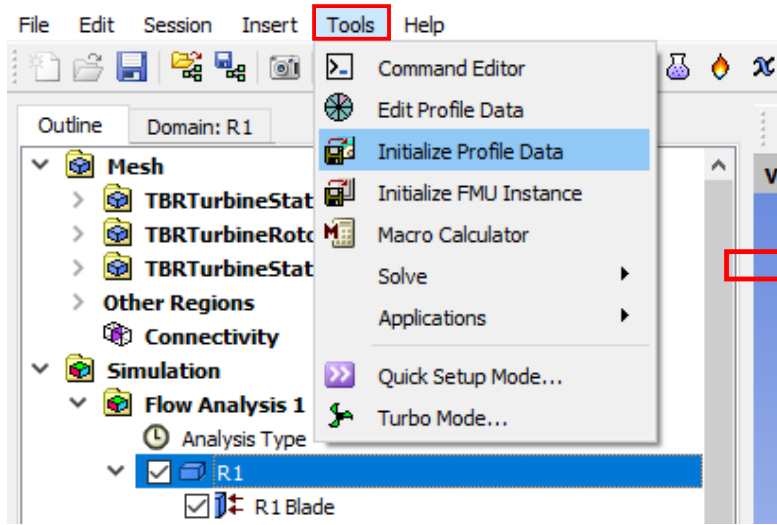 File Edit Session Insert Tools Help
Command Editor
Edit Profile Data
Initialize Profile Data
Initialize FMU Instance
Macro Calculator
Solve
Applications
Quick Setup Mode...
Turbo Mode...
Outline Domain: R1
Mesh
TBRTurbineStat
TBRTurbineRoto
TBRTurbineStat
Other Regions
Connectivity
Simulation
Flow Analysis 1
Analysis Type
R1
R1 Blade